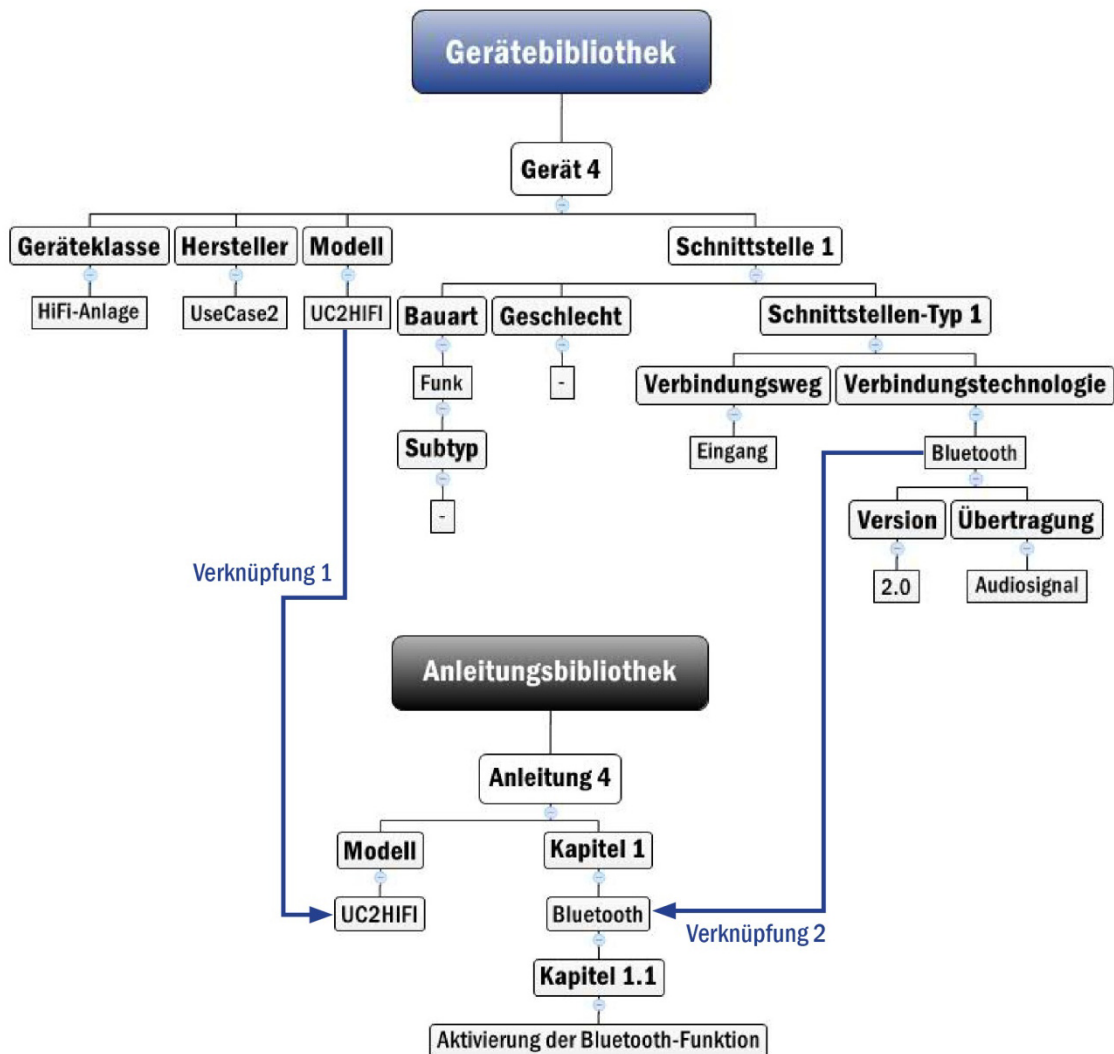 Gerätebibliothek
Gerät 4
Geräteklasse Hersteller Modell Schnittstelle 1
HiFi-Anlage UseCase2 UC2HIFI Bauart Geschlecht Schnittstellen-Typ 1
Funk - Verbindungsweg Verbindungstechnologie
Subtyp Eingang Bluetooth
- Version Übertragung
Verknüpfung 1 2.0 Audiosignal
Anleitungsbibliothek
Anleitung 4
Modell Kapitel 1
UC2HIFI Bluetooth
Verknüpfung 2
Kapitel 1.1
Aktivierung der Bluetooth-Funktion